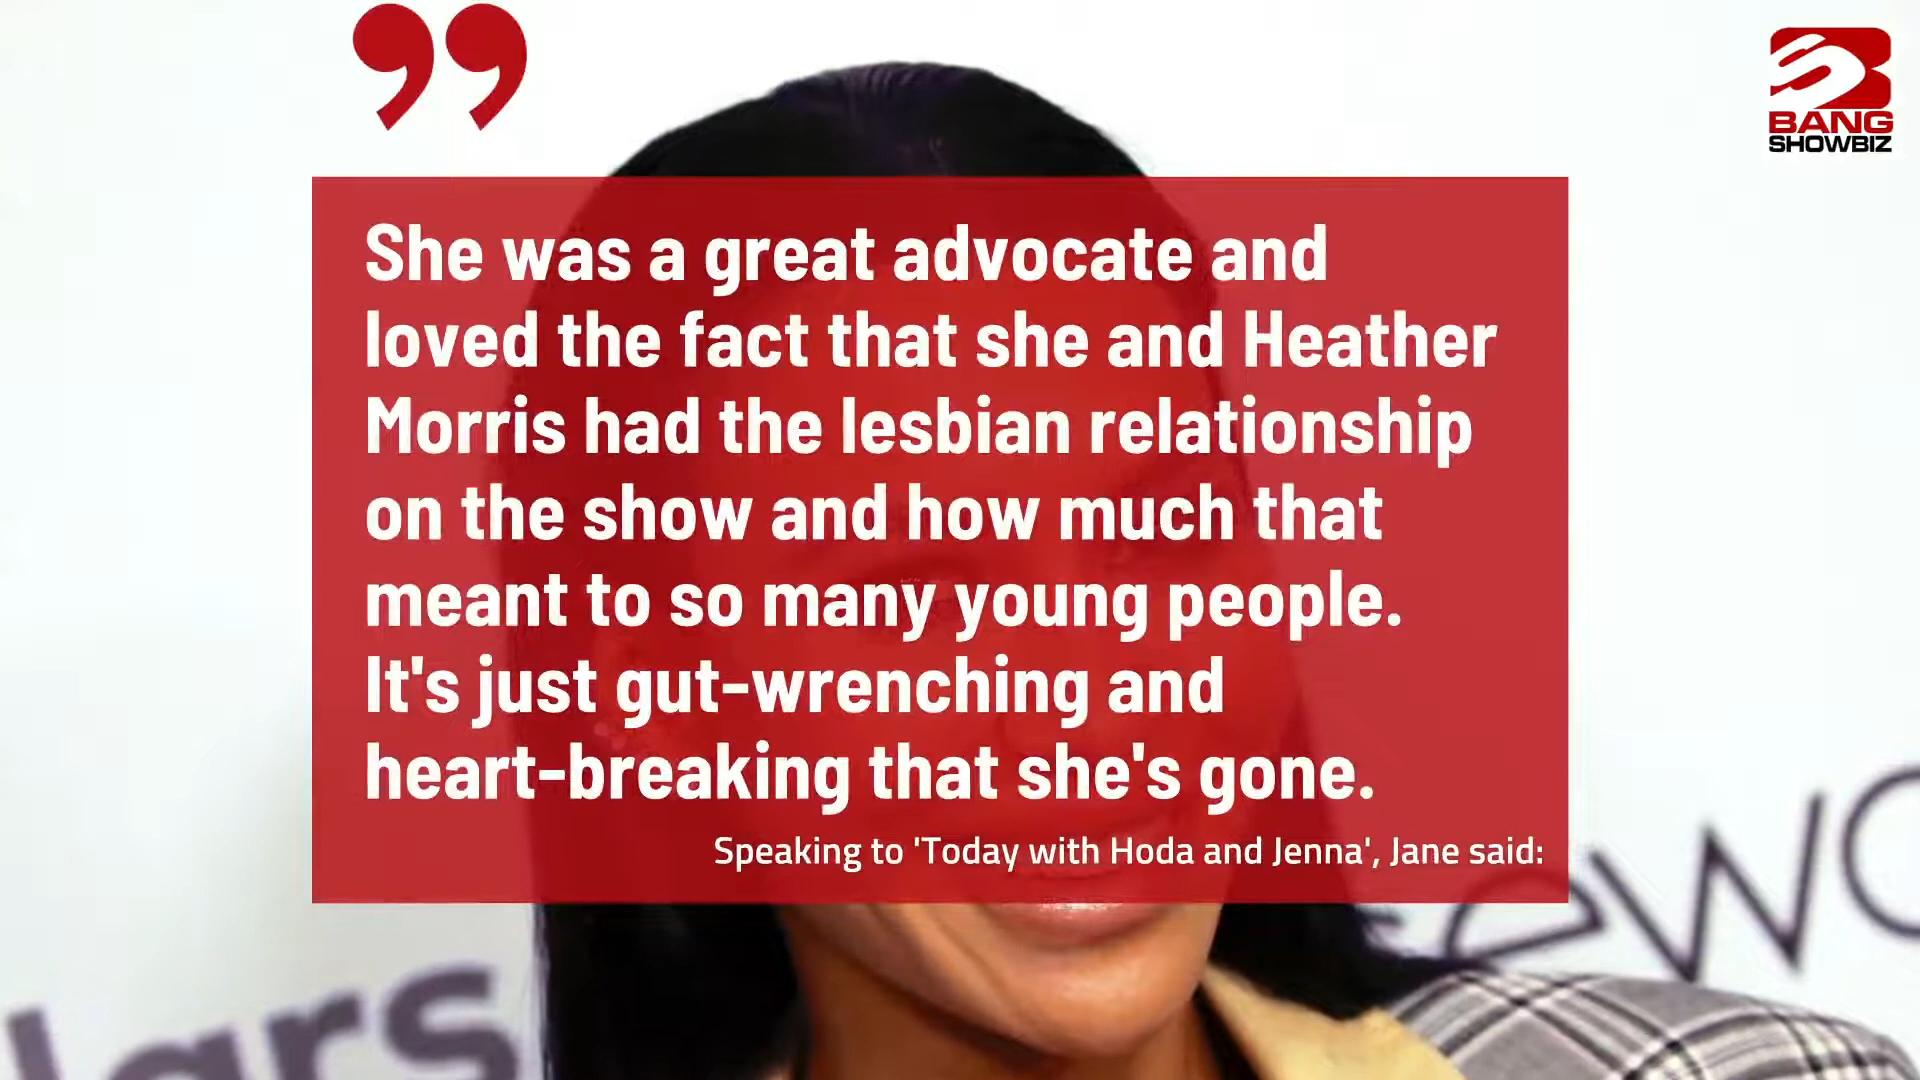 ”
BANG
SHOWBIZ
She was a great advocate and
loved the fact that she and Heather
Morris had the lesbian relationship
on the show and how much that
meant to so many young people.
It's just gut-wrenching and
heart-breaking that she's gone.
Speaking to 'Today with Hoda and Jenna', Jane said:
ewo
lars